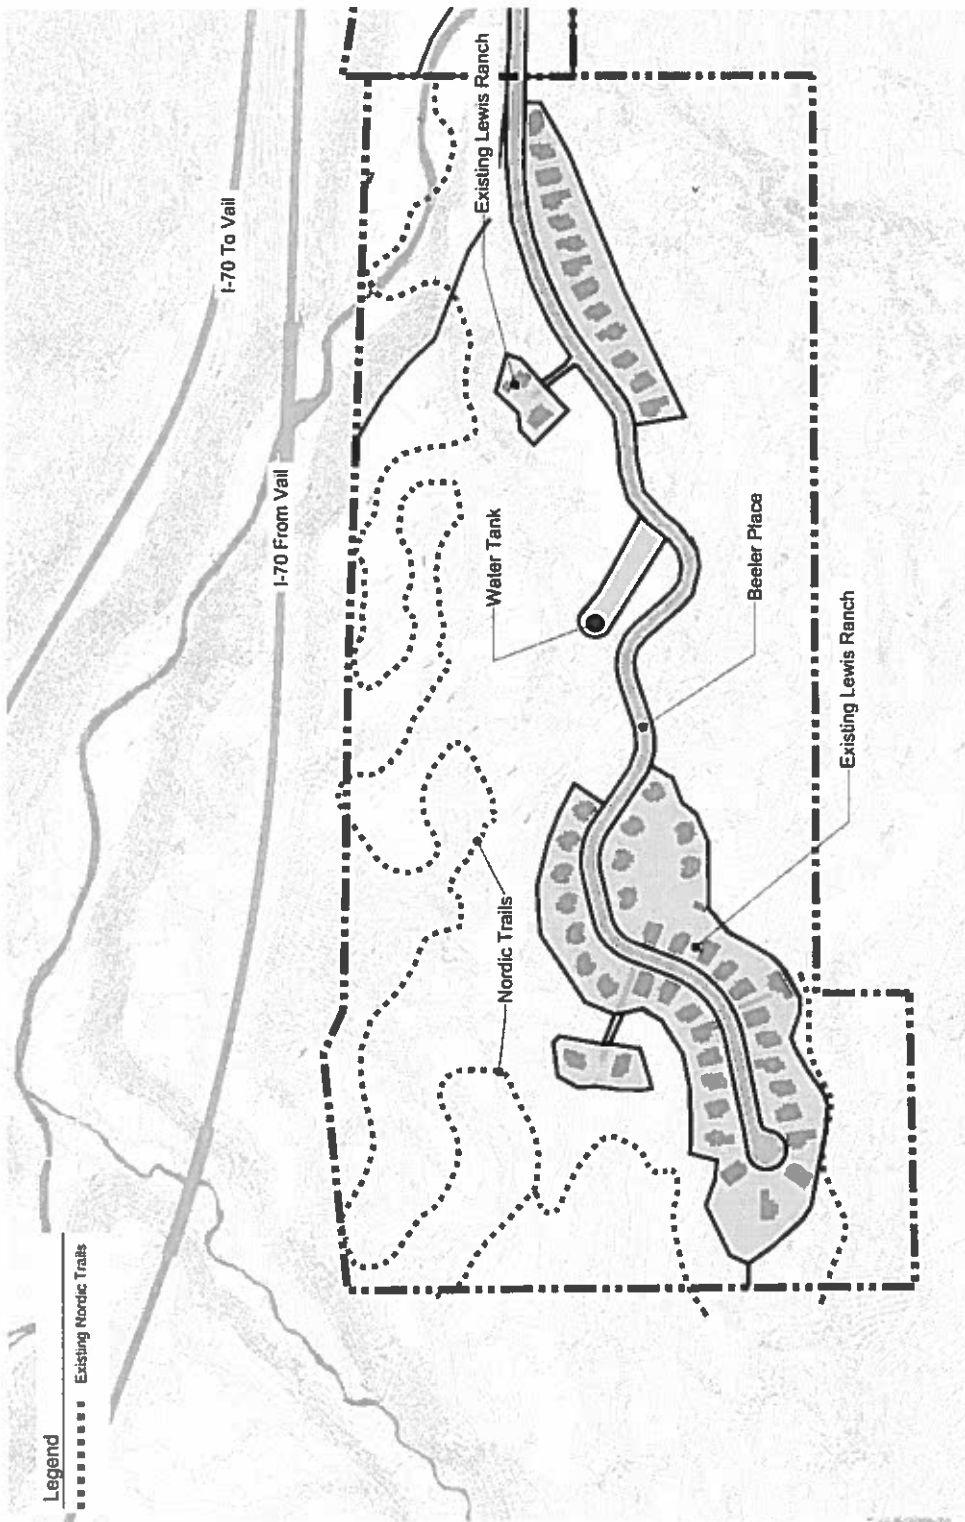 Legend
Existing Nordic Trails
I-70 To Vail
I-70 From Vail
Existing Lewis Ranch
Water Tank
Nordic Trails
Beeler Place
Existing Lewis Ranch